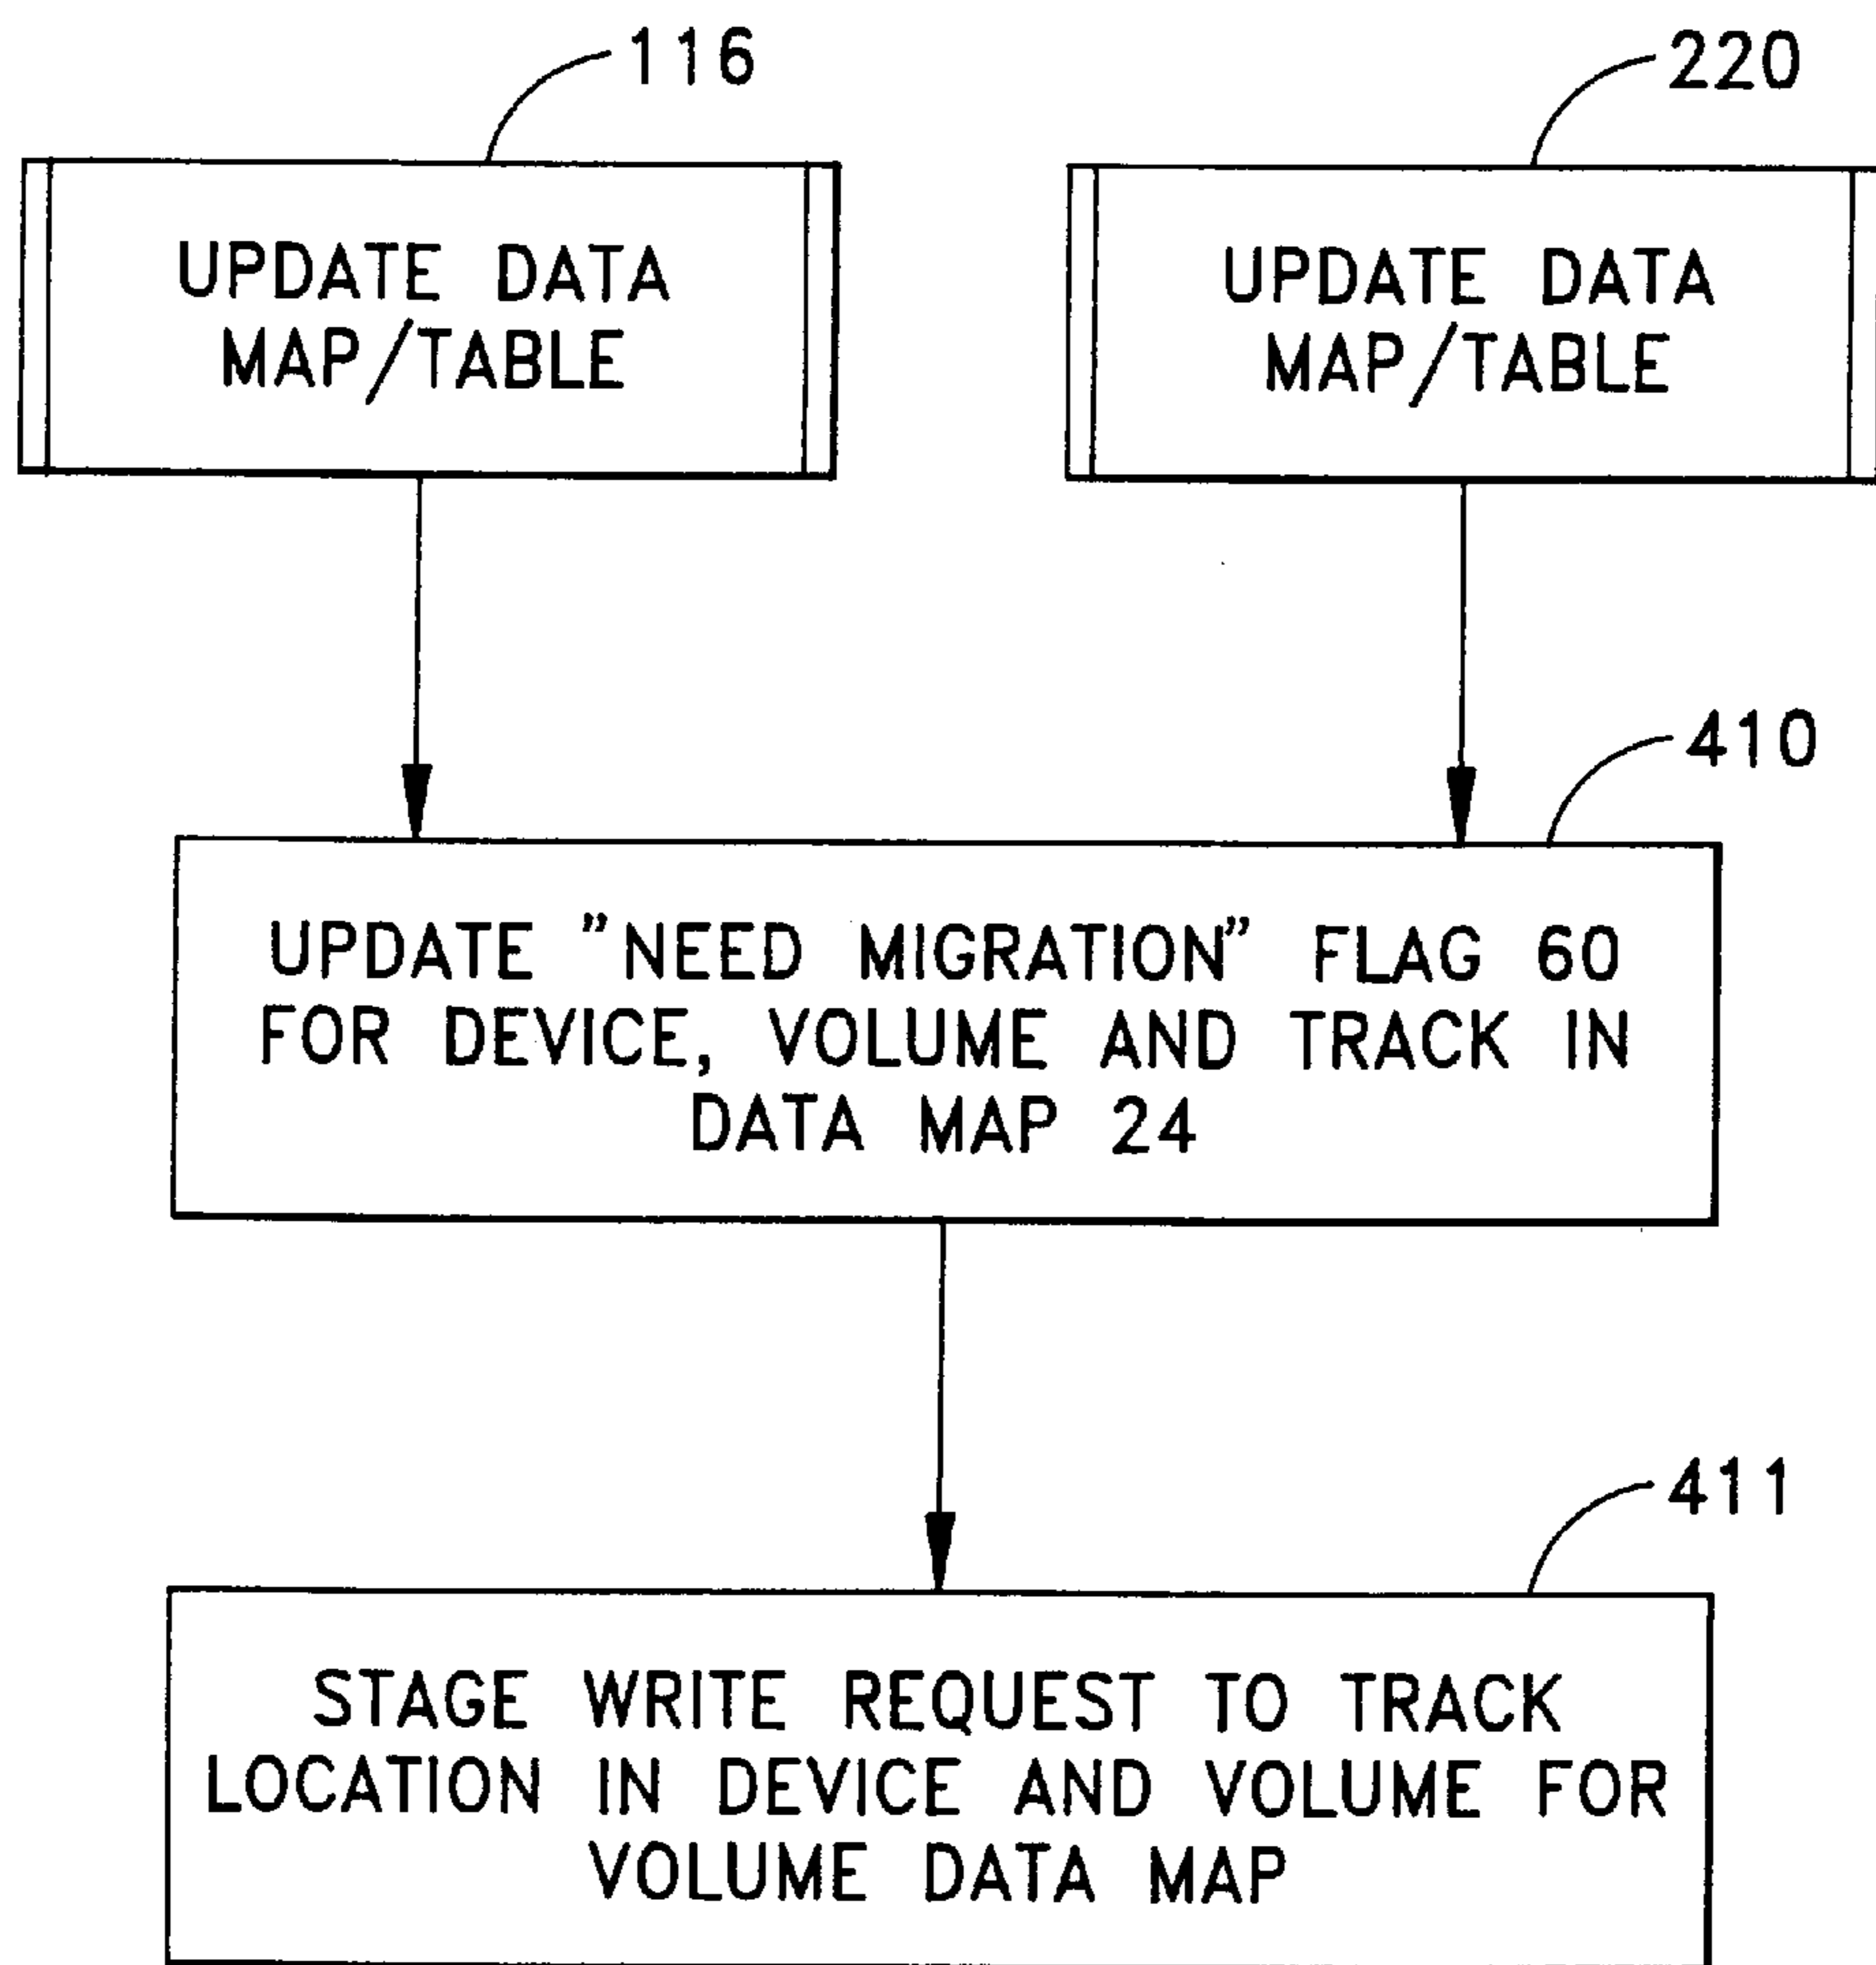 116
220
UPDATE DATA
MAP/TABLE
UPDATE DATA
MAP/TABLE
410
UPDATE "NEED MIGRATION" FLAG 60
FOR DEVICE, VOLUME AND TRACK IN
DATA MAP 24
411
STAGE WRITE REQUEST TO TRACK
LOCATION IN DEVICE AND VOLUME FOR
VOLUME DATA MAP